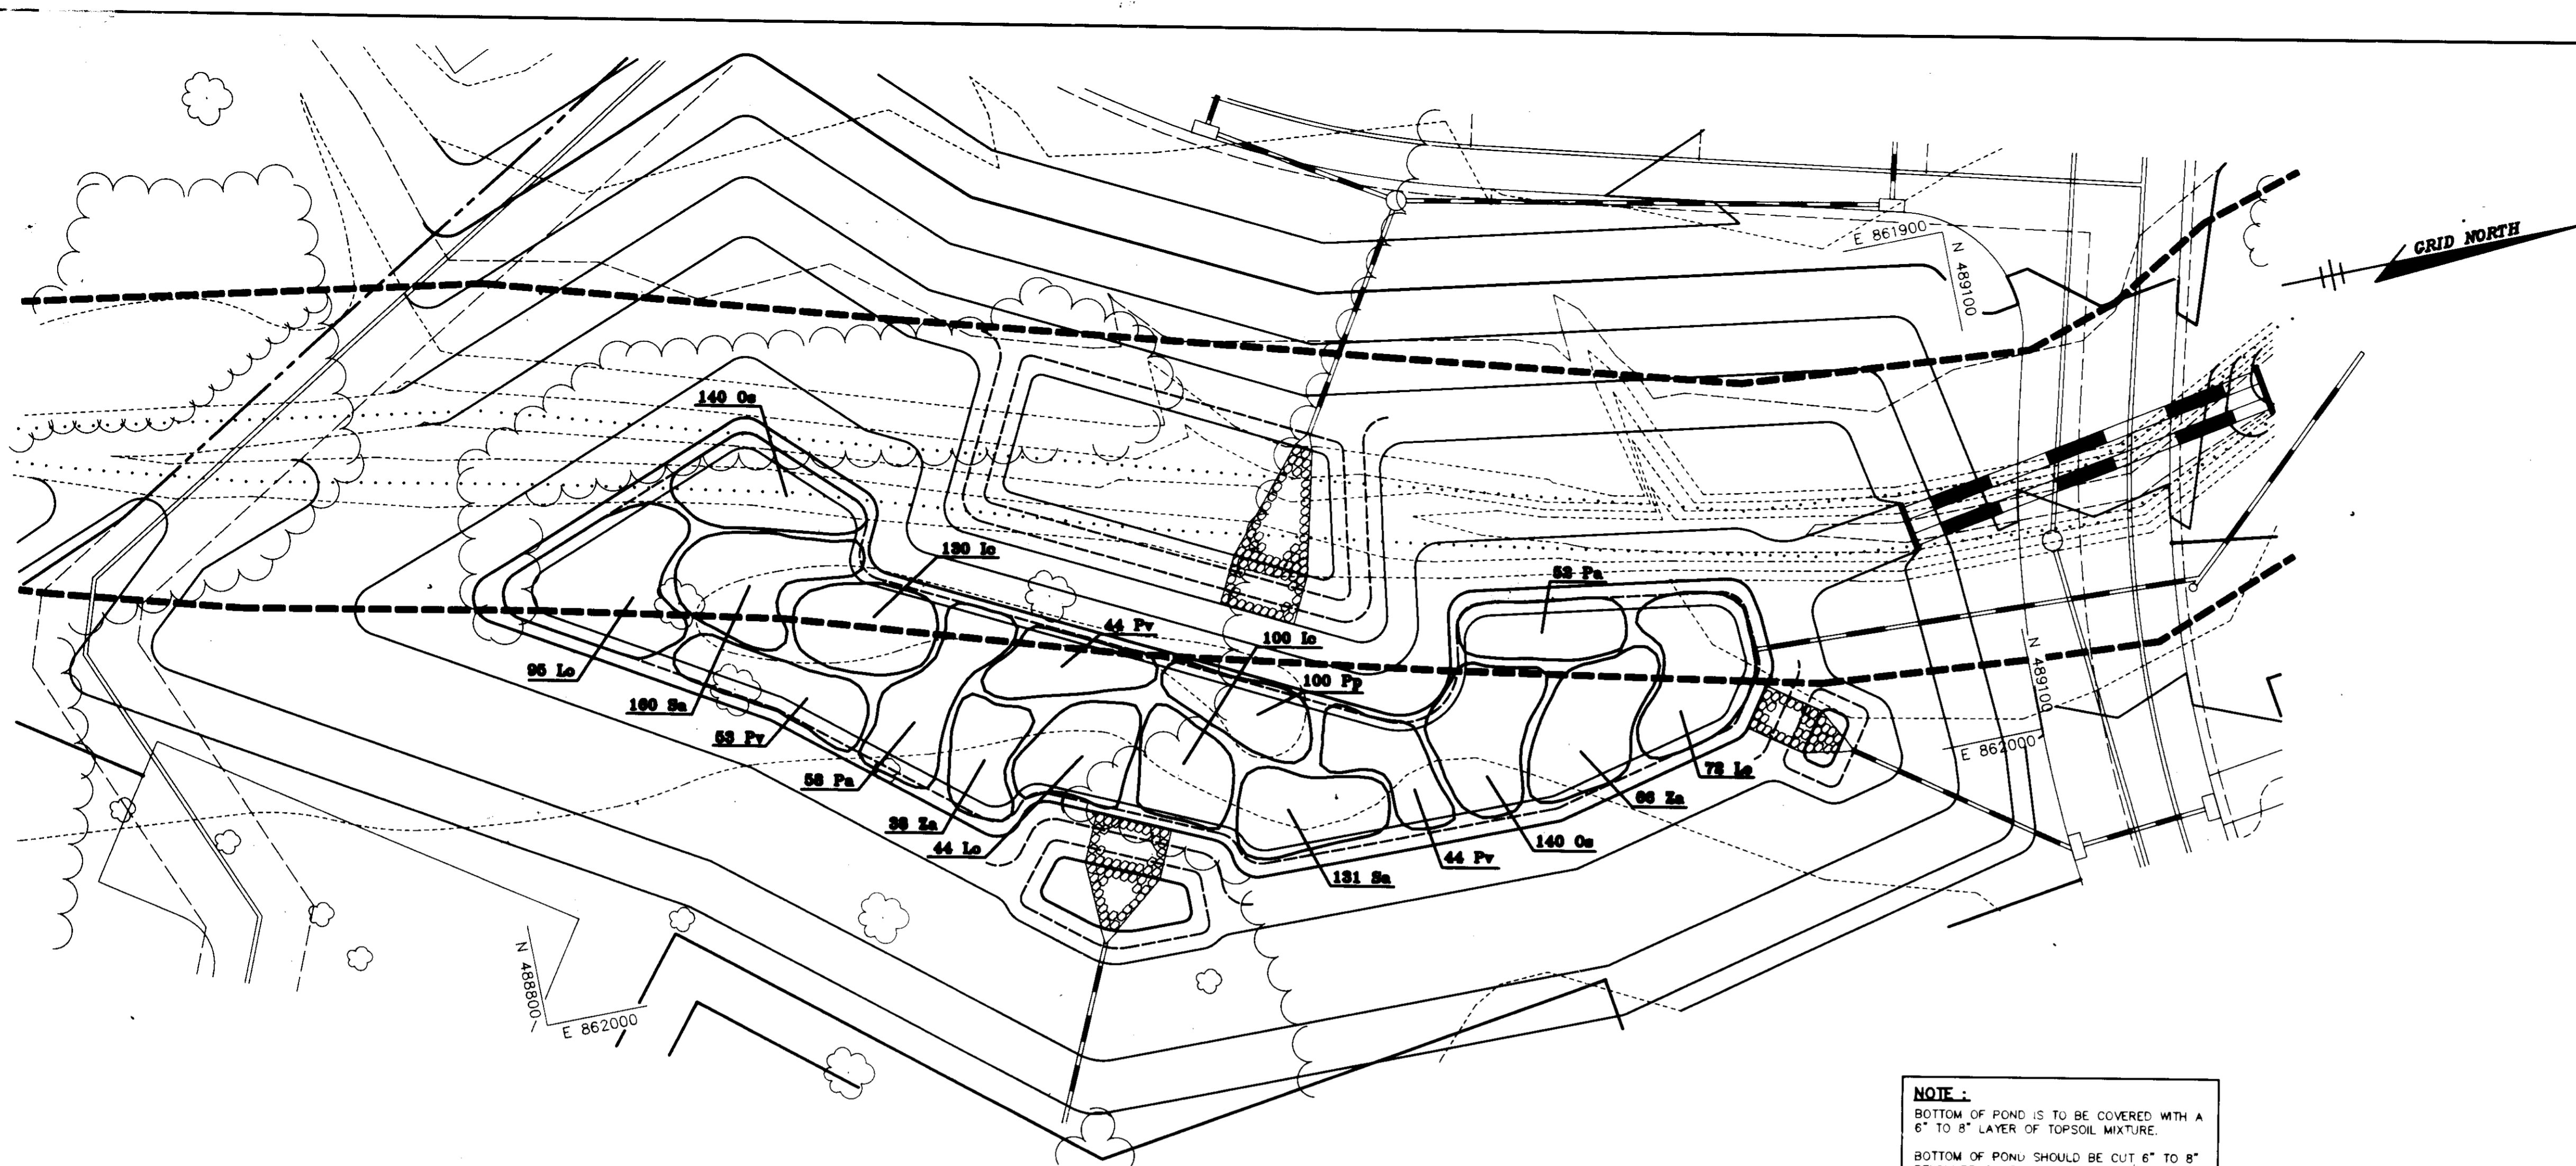 E 861900
N 489100
GRID NORTH
140 Os
130 Ic
52 Pa
44 Pv
100 Ic
100 Pp
95 Lo
160 Sa
53 Pv
58 Pa
38 Za
44 Lo
131 Sa
44 Pv
140 Os
66 Za
72 Lo
N 489100
E 862000
N 488800
E 862000
NOTE :
BOTTOM OF POND IS TO BE COVERED WITH A
6" TO 8" LAYER OF TOPSOIL MIXTURE.
BOTTOM OF POND SHOULD BE CUT 6" TO 8"